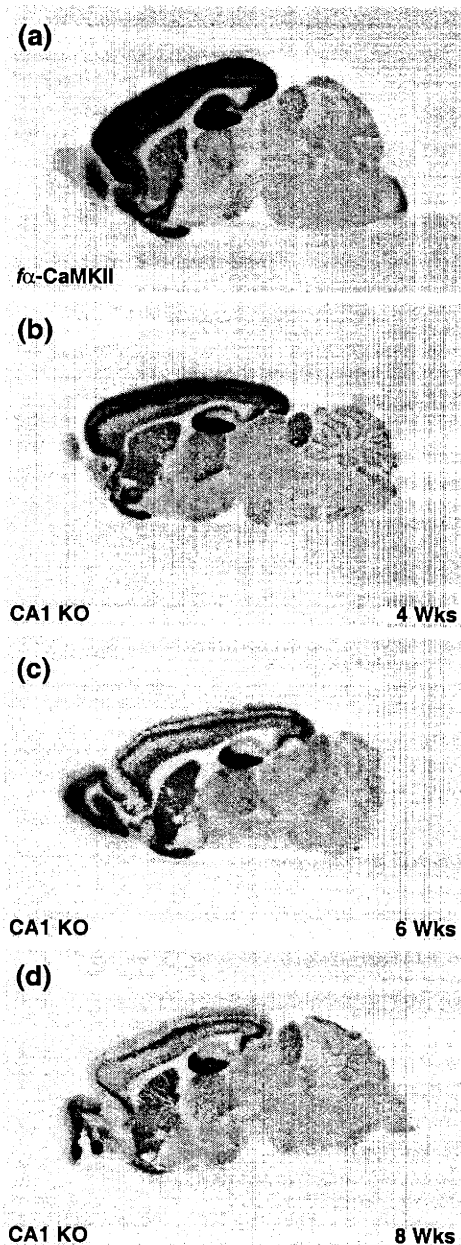 (a)
fα-CaMKII
(b)
CA1 KO 4 Wks
(c)
CA1 KO 6 Wks
(d)
CA1 KO 8 Wks